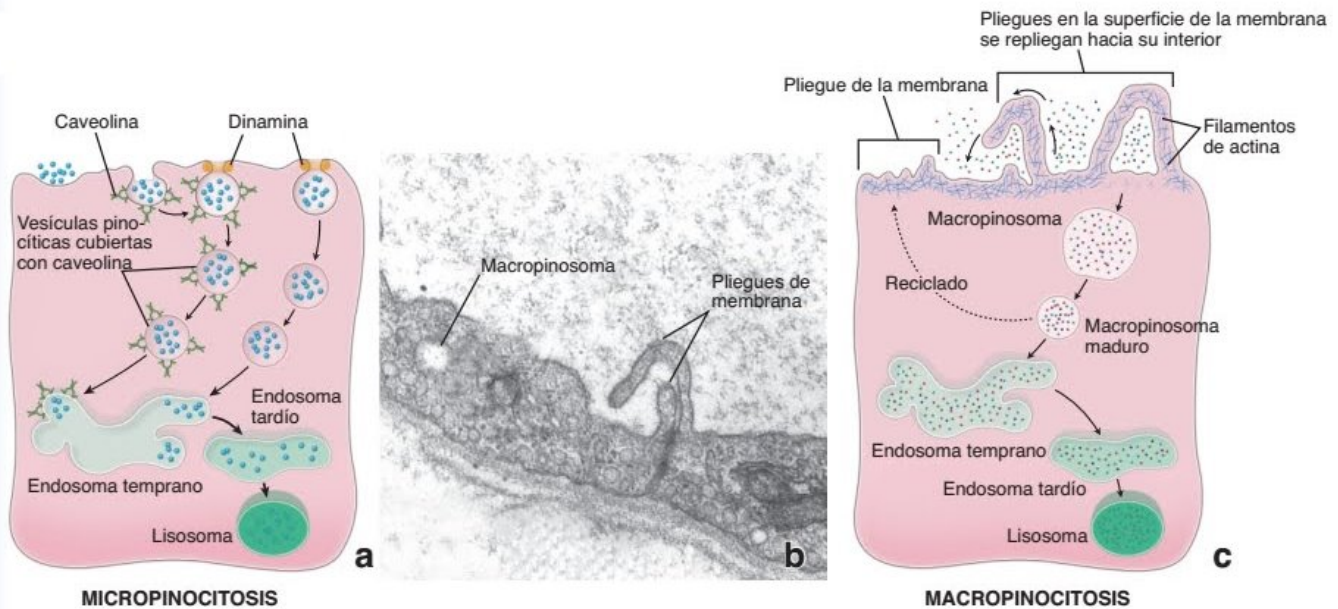 Caveolina
Dinamina
Vesículas pino-
cíticas cubiertas
con caveolina
Endosoma
tardío
Endosoma temprano
Lisosoma
a
MICROPINOCITOSIS
Macropinosoma
Pliegues de
membrana
b
Pliegues en la superficie de la membrana
se repliegan hacia su interior
Pliegue de la membrana
Filamentos
de actina
Macropinosoma
Reciclado
Macropinosoma
maduro
Endosoma temprano
Endosoma tardío
Lisosoma
c
MACROPINOCITOSIS